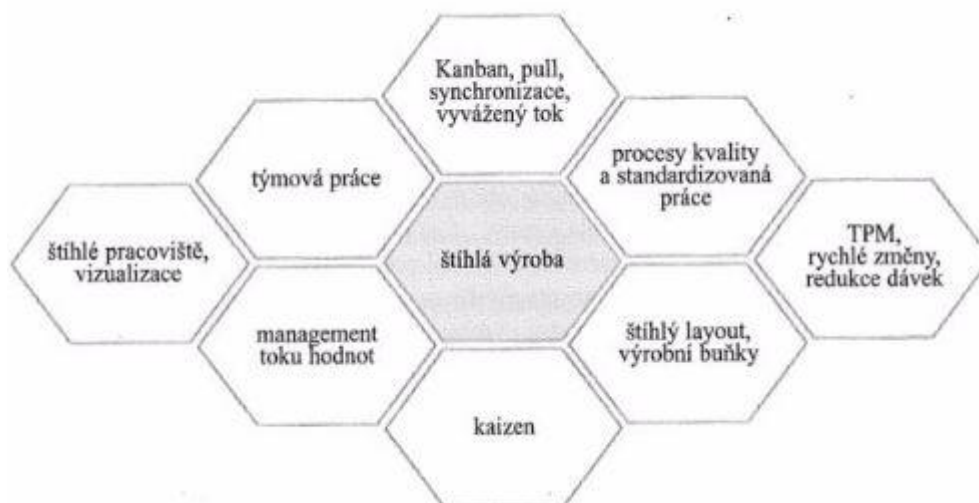 Kanban, pull,
synchronizace,
vyvážený tok
týmová práce
procesy kvality
a standardizovaná
práce
štíhlé pracoviště,
vizualizace
štíhlá výroba
TPM,
rychlé změny,
redukce dávek
management
toku hodnot
štíhlý layout,
výrobní buňky
kaizen